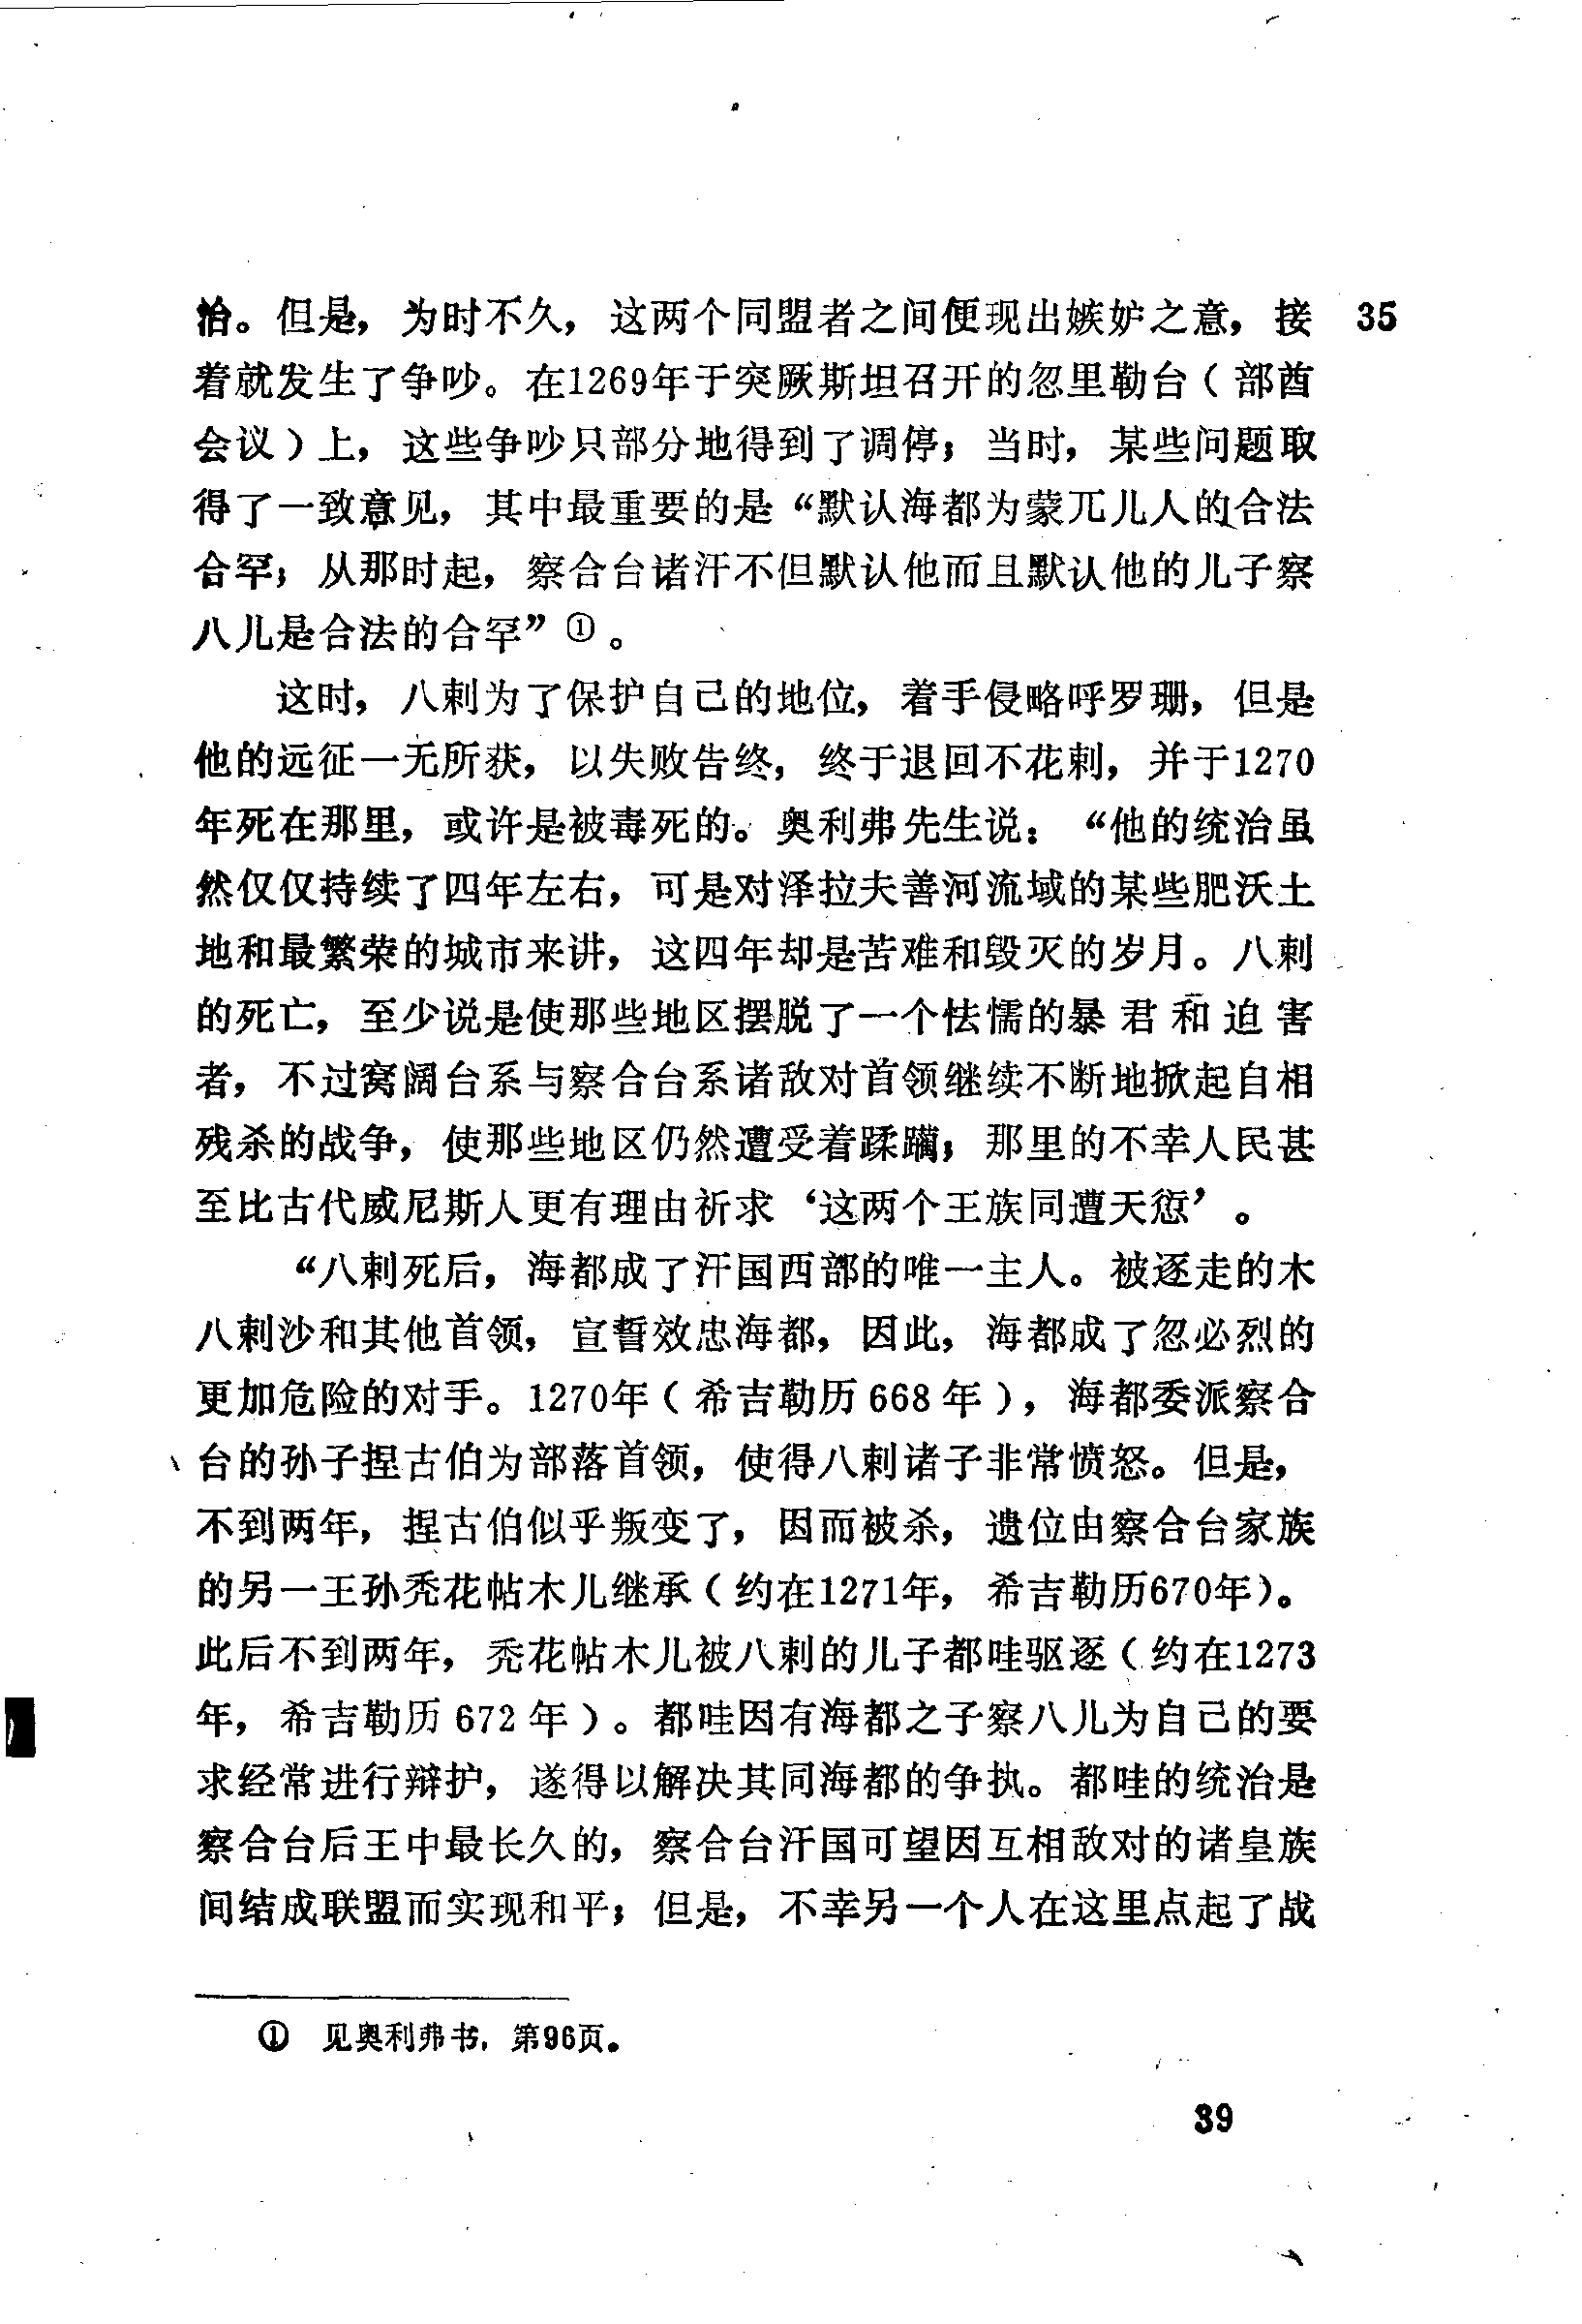 治。但是，为时不久，这两个同盟者之间便现出嫉妒之意，接 35
着就发生了争吵。在1269年于突厥斯坦召开的忽里勒台（部酋
会议）上，这些争吵只部分地得到了调停；当时，某些问题取
得了一致意见，其中最重要的是“默认海都为蒙兀儿人的合法
合罕；从那时起，察合台诸汗不但默认他而且默认他的儿子察
八儿是合法的合罕”①。
这时，八剌为了保护自己的地位，着手侵略呼罗珊，但是
他的远征一无所获，以失败告终，终于退回不花剌，并于1270
年死在那里，或许是被毒死的。奥利弗先生说：“他的统治虽
然仅仅持续了四年左右，可是对泽拉夫善河流域的某些肥沃土
地和最繁荣的城市来讲，这四年却是苦难和毁灭的岁月。八剌
的死亡，至少说是使那些地区摆脱了一个怯懦的暴君和迫害
者，不过窝阔台系与察合台系诸敌对首领继续不断地掀起自相
残杀的战争，使那些地区仍然遭受着蹂躏；那里的不幸人民甚
至比古代威尼斯人更有理由祈求‘这两个王族同遭天愆’。
“八剌死后，海都成了汗国西部的唯一主人。被逐走的木
八剌沙和其他首领，宣誓效忠海都，因此，海都成了忽必烈的
更加危险的对手。1270年（希吉勒历668年），海都委派察合
台的孙子捏古伯为部落首领，使得八剌诸子非常愤怒。但是，
不到两年，捏古伯似乎叛变了，因而被杀，遗位由察合台家族
的另一王孙秃花帖木儿继承（约在1271年，希吉勒历670年）。
此后不到两年，秃花帖木儿被八剌的儿子都哇驱逐（约在1273
年，希吉勒历672年）。都哇因有海都之子察八儿为自己的要
求经常进行辩护，遂得以解决其同海都的争执。都哇的统治是
察合台后王中最长久的，察合台汗国可望因互相敌对的诸皇族
间结成联盟而实现和平；但是，不幸另一个人在这里点起了战
① 见奥利弗书，第96页。
39